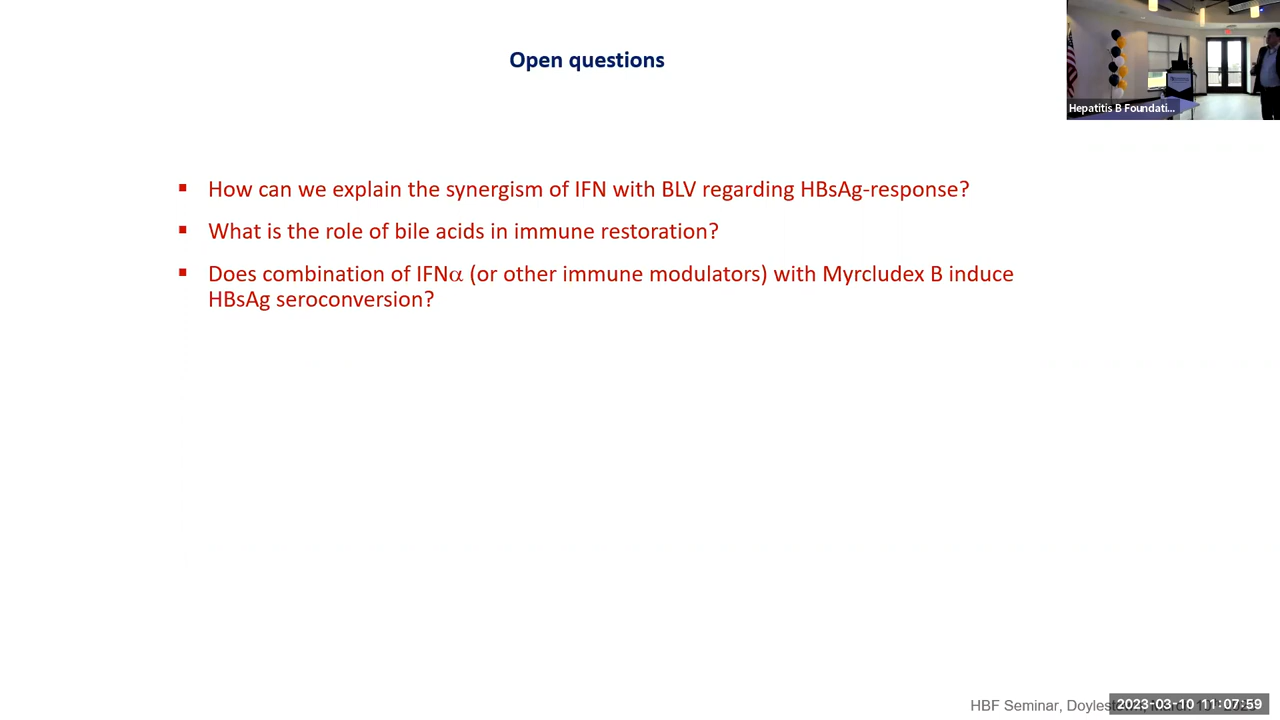 Open questions
Hepatitis B Foundati...
▪ How can we explain the synergism of IFN with BLV regarding HBsAg-response?
▪ What is the role of bile acids in immune restoration?
▪ Does combination of IFNα (or other immune modulators) with Myrcludex B induce
HBsAg seroconversion?
HBF Seminar,
2023-03-10 11:07:59